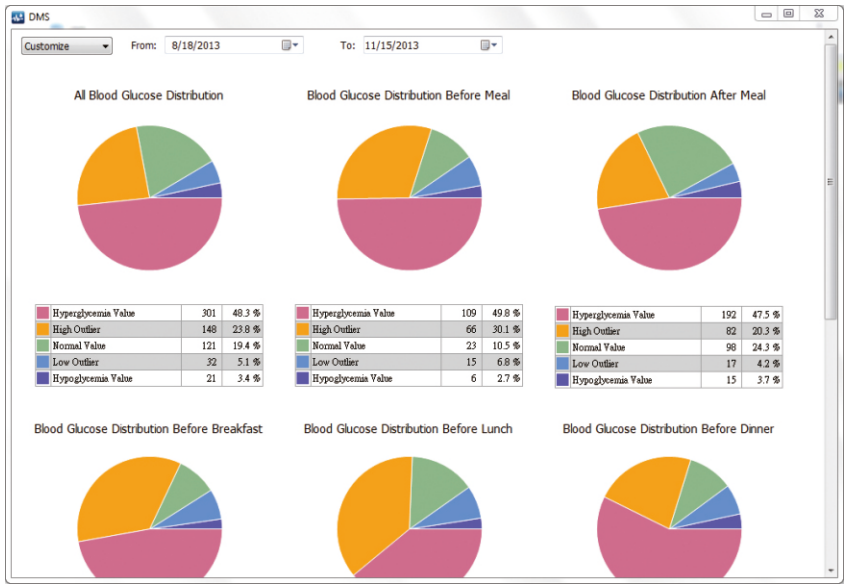 DMS
Customize From: 8/18/2013 To: 11/15/2013
All Blood Glucose Distribution
Hyperglycemia Value 301 48.3 %
High Outlier 148 23.8 %
Normal Value 121 19.4 %
Low Outlier 32 5.1 %
Hypoglycemia Value 21 3.4 %
Blood Glucose Distribution Before Meal
Hyperglycemia Value 109 49.8 %
High Outlier 66 30.1 %
Normal Value 23 10.5 %
Low Outlier 15 6.8 %
Hypoglycemia Value 6 2.7 %
Blood Glucose Distribution After Meal
Hyperglycemia Value 192 47.5 %
High Outlier 82 20.3 %
Normal Value 98 24.3 %
Low Outlier 17 4.2 %
Hypoglycemia Value 15 3.7 %
Blood Glucose Distribution Before Breakfast
Blood Glucose Distribution Before Lunch
Blood Glucose Distribution Before Dinner